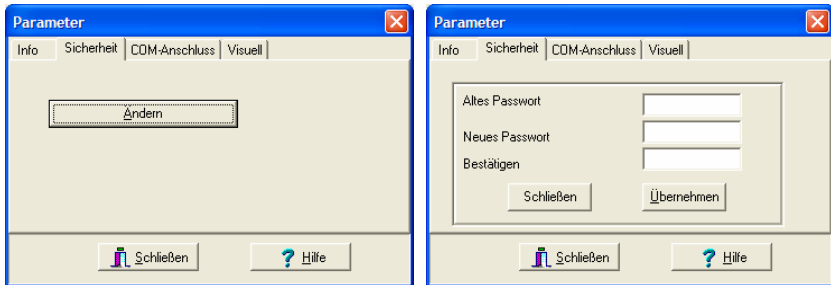 Parameter
Info Sicherheit COM-Anschluss Visuell
Ändern
Schließen Hilfe
Parameter
Info Sicherheit COM-Anschluss Visuell
Altes Passwort
Neues Passwort
Bestätigen
Schließen Übernehmen
Schließen Hilfe